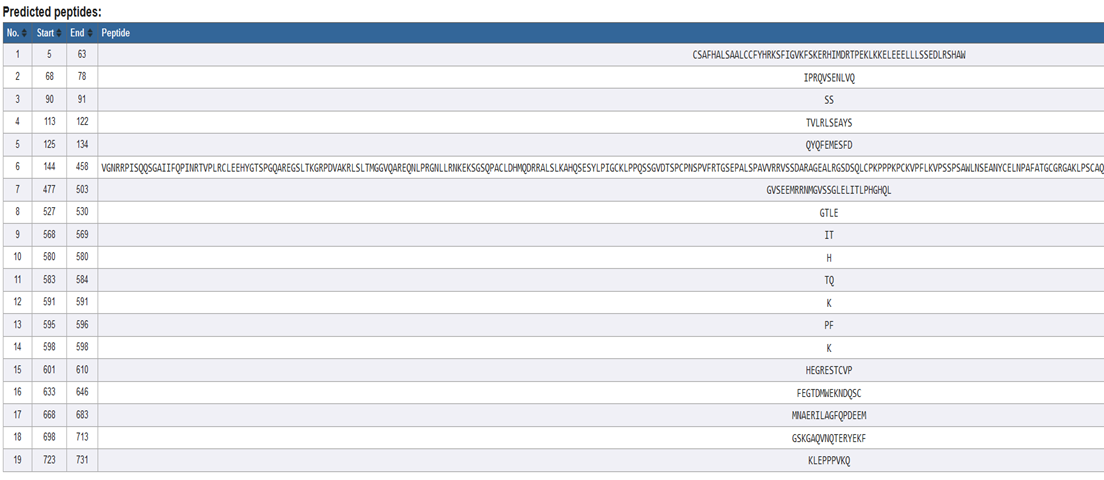 Predicted peptides:
No. Start End Peptide
1 5 63 CSAFHALSAALCCFYHRKSFIGVKFSKERHIMDRTPEKLKKELEEELLLSSEDLRSHAW
2 68 78 IPRQVSENLVQ
3 90 91 SS
4 113 122 TVLRLSEAYS
5 125 134 QYQFEMESFD
6 144 458 VGNRRPISQQSGAIIFQPINRTVPLRCLEEHYGTSPGQAREGSLTKGRPDVAKRLSLTMGGVQAREQNLPRGNLLRNKEKSGSQPACLDHMQDRRALSLKAHQSESYLPIGCKLPPQSSGVDTSPCPNSPVFRTGSEPALSPAVVRRVSSDARAGEALRGSDSQLCPKPPPKPCKVPFLKVPSSPSAWLNSEANYCELNPAFATGCGRGAKLPSCAQ
7 477 503 GVSEEMRRNMGVSSGLELITLPHGHQL
8 527 530 GTLE
9 568 569 IT
10 580 580 H
11 583 584 TQ
12 591 591 K
13 595 596 PF
14 598 598 K
15 601 610 HEGRESTCVP
16 633 646 FEGTDMWEKNDQSC
17 668 683 MNAERILAGFQPDEEM
18 698 713 GSKGAQVNQTERYEKF
19 723 731 KLEPPPVKQ